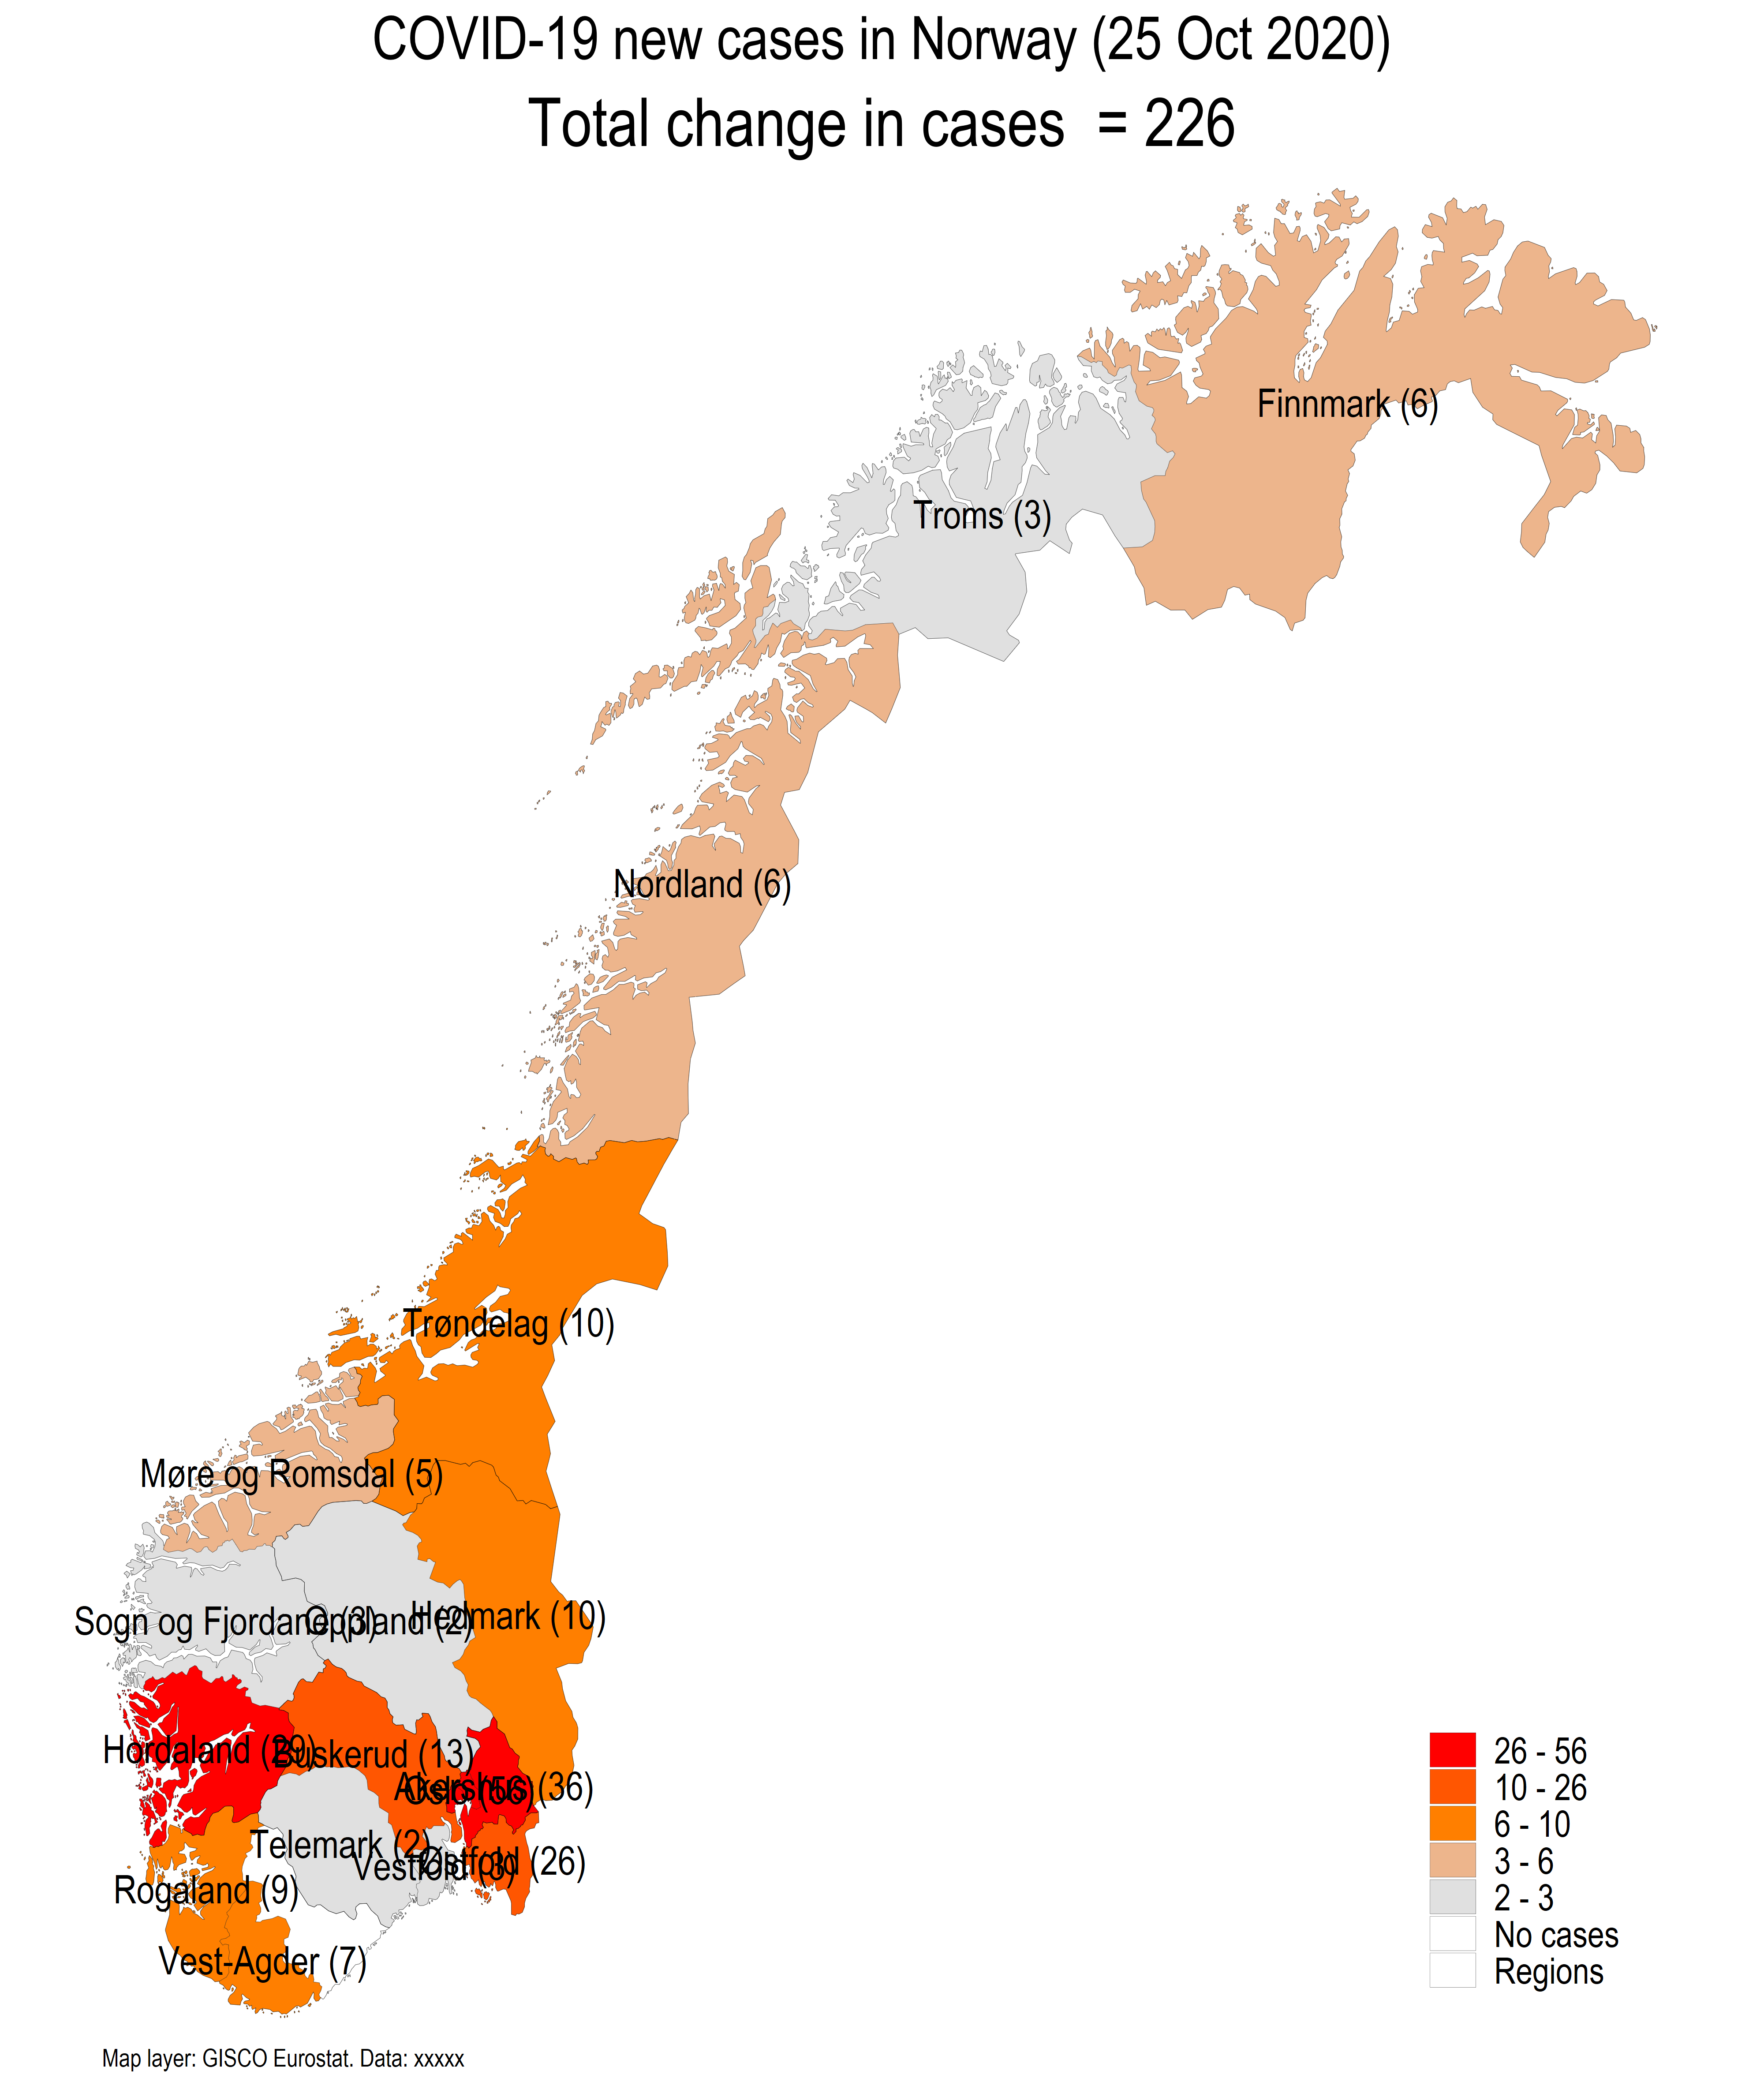 COVID-19 new cases in Norway (25 Oct 2020)
Total change in cases = 226
Finnmark (6)
Troms (3)
Nordland (6)
Trøndelag (10)
Møre og Romsdal (5)
Sogn og Fjordane (3)
Oppland (2)
Hedmark (10)
Hordaland (29)
Buskerud (13)
Akershus (36)
Oslo (56)
Telemark (2)
Vestfold (3)
Østfold (26)
Rogaland (9)
Vest-Agder (7)
26 - 56
10 - 26
6 - 10
3 - 6
2 - 3
No cases
Regions
Map layer: GISCO Eurostat. Data: xxxxx